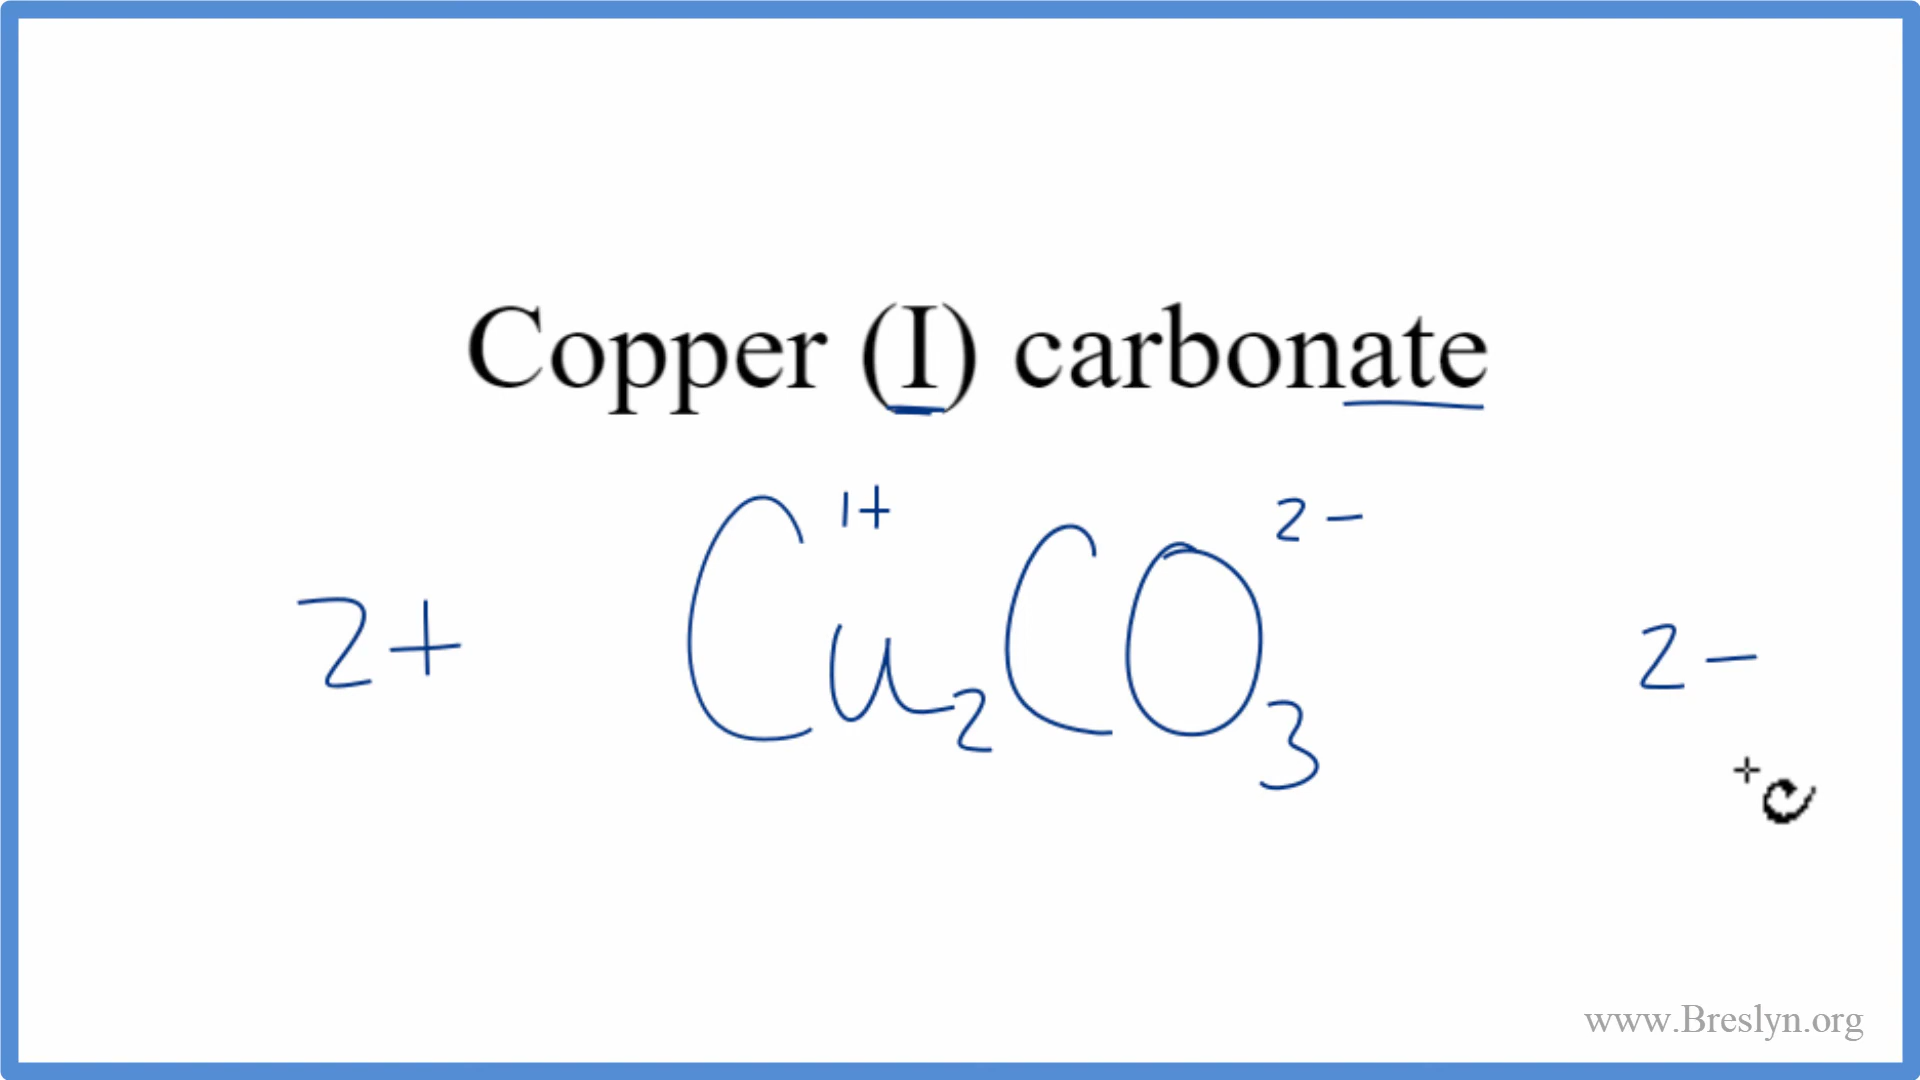 Copper (I) carbonate
1+ 2-
2+ Cu₂CO₃ 2-
www.Breslyn.org